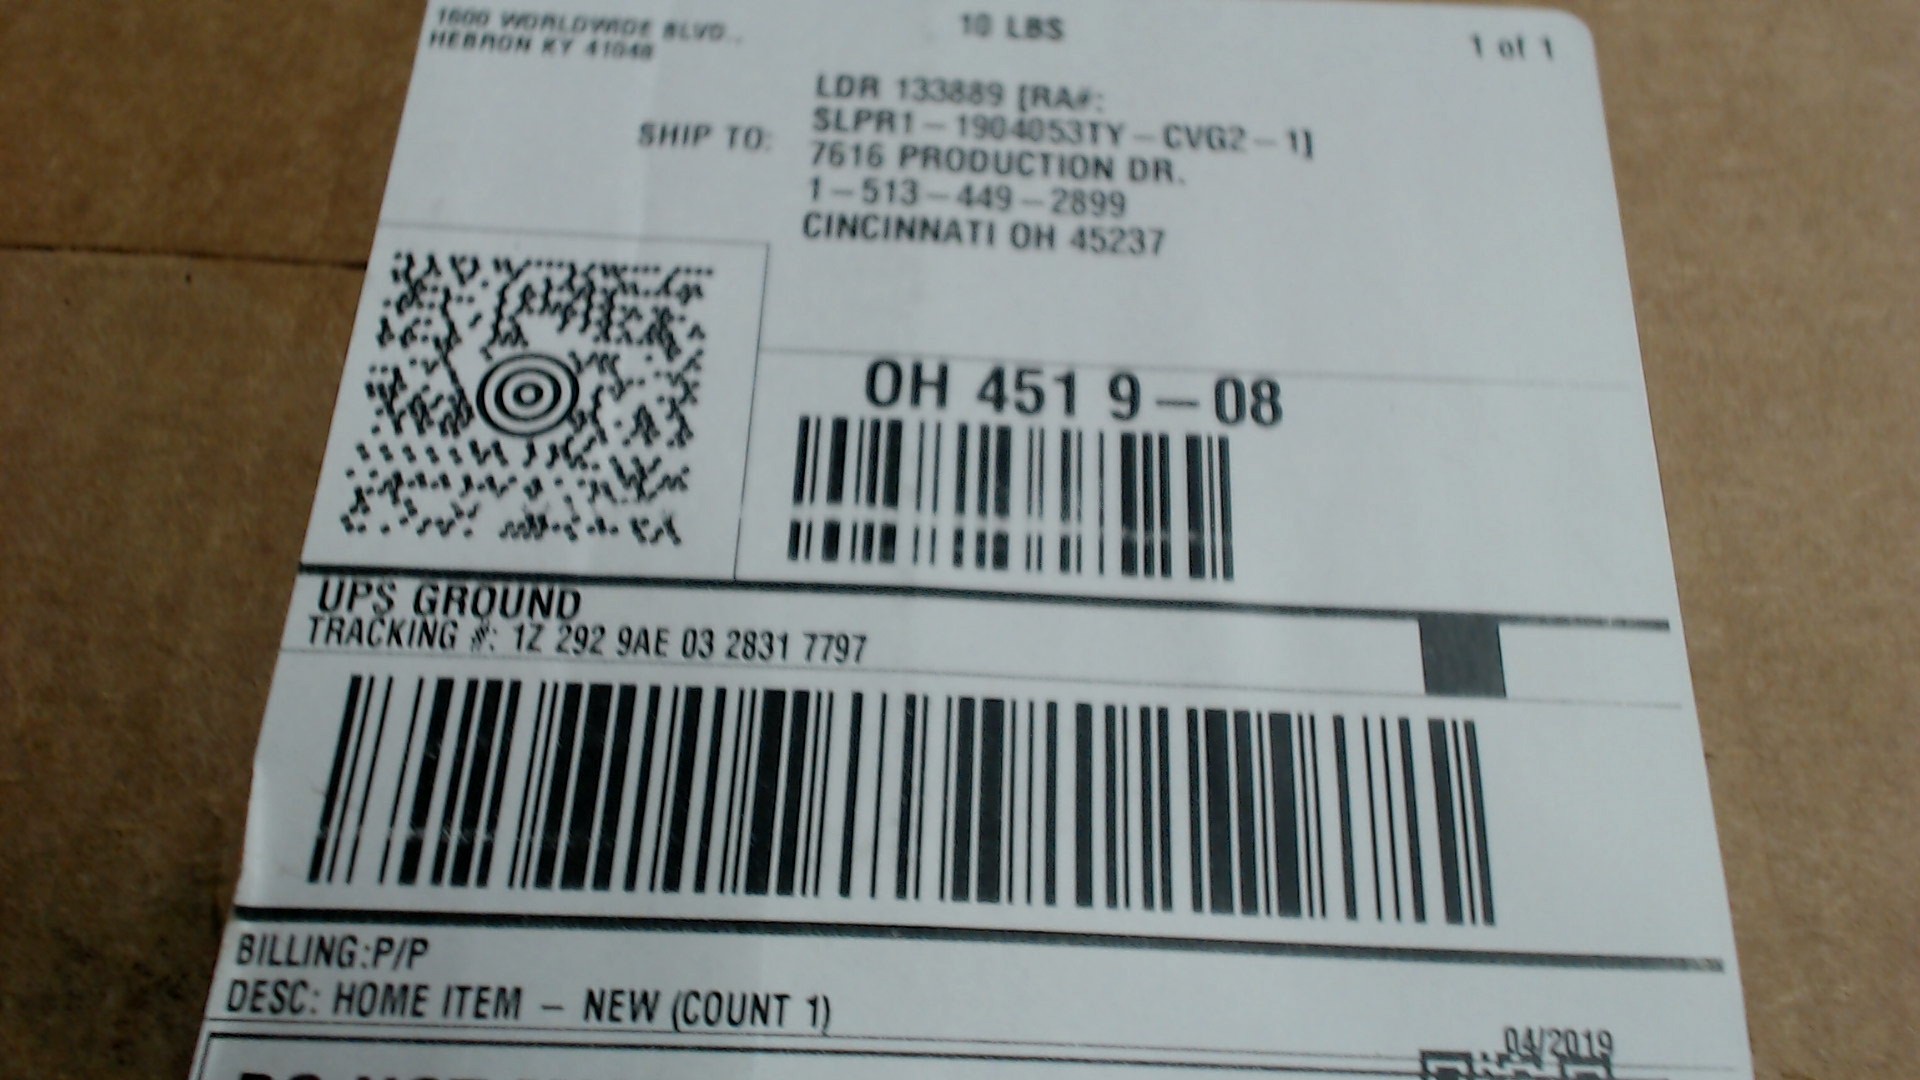 1600 WORLDWIDE BLVD..
HEBRON KY 41048
10 LBS
1 of 1
SHIP TO:
LDR 133889 [RA#:
SLPR1-1904053TY-CVG2-1]
7616 PRODUCTION DR.
1-513-449-2899
CINCINNATI OH 45237
OH 451 9-08
UPS GROUND
TRACKING #: 1Z 292 9AE 03 2831 7797
BILLING:P/P
DESC: HOME ITEM - NEW (COUNT 1)
04/2019